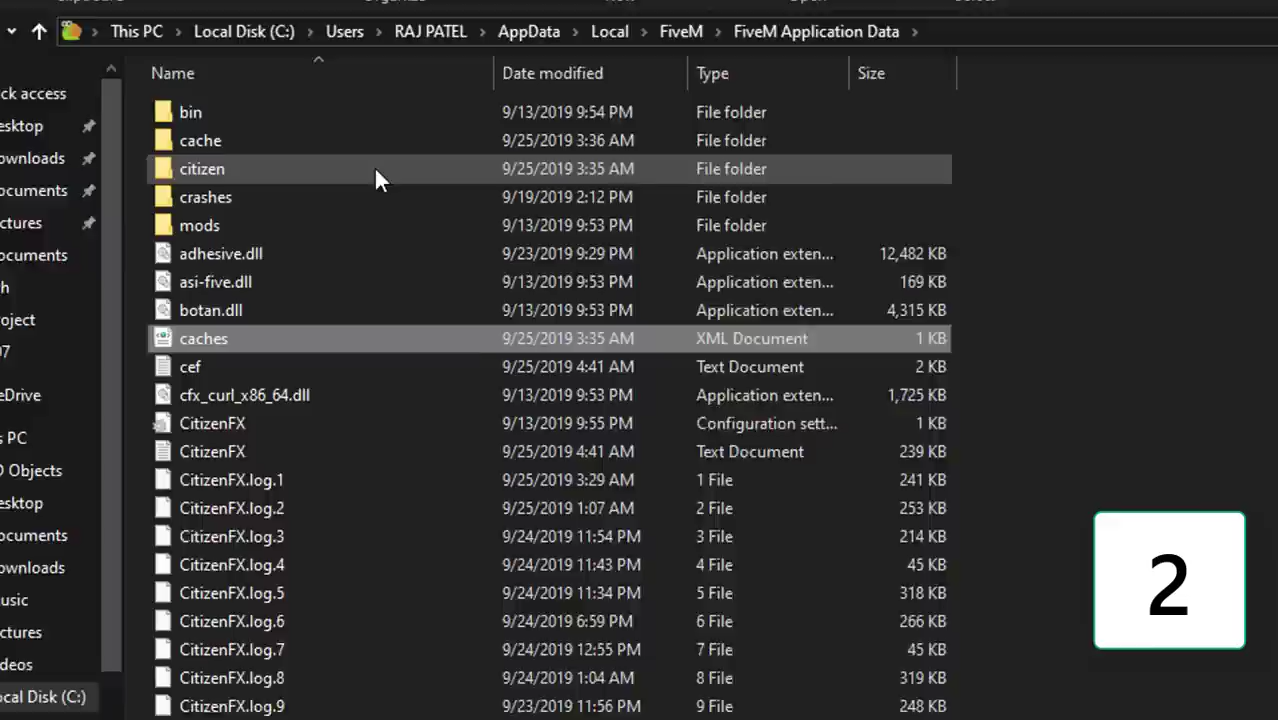 This PC > Local Disk (C:) > Users > RAJ PATEL > AppData > Local > FiveM > FiveM Application Data >
Name Date modified Type Size
bin 9/13/2019 9:54 PM File folder
cache 9/25/2019 3:36 AM File folder
citizen 9/25/2019 3:35 AM File folder
crashes 9/19/2019 2:12 PM File folder
mods 9/13/2019 9:53 PM File folder
adhesive.dll 9/23/2019 9:29 PM Application exten... 12,482 KB
asi-five.dll 9/13/2019 9:53 PM Application exten... 169 KB
botan.dll 9/13/2019 9:53 PM Application exten... 4,315 KB
caches 9/25/2019 3:35 AM XML Document 1 KB
cef 9/25/2019 4:41 AM Text Document 2 KB
cfx_curl_x86_64.dll 9/13/2019 9:53 PM Application exten... 1,725 KB
CitizenFX 9/13/2019 9:55 PM Configuration sett... 1 KB
CitizenFX 9/25/2019 4:41 AM Text Document 239 KB
CitizenFX.log.1 9/25/2019 3:29 AM 1 File 241 KB
CitizenFX.log.2 9/25/2019 1:07 AM 2 File 253 KB
CitizenFX.log.3 9/24/2019 11:54 PM 3 File 214 KB
CitizenFX.log.4 9/24/2019 11:43 PM 4 File 45 KB
CitizenFX.log.5 9/24/2019 11:34 PM 5 File 318 KB
CitizenFX.log.6 9/24/2019 6:59 PM 6 File 266 KB
CitizenFX.log.7 9/24/2019 12:55 PM 7 File 45 KB
CitizenFX.log.8 9/24/2019 1:04 AM 8 File 319 KB
CitizenFX.log.9 9/23/2019 11:56 PM 9 File 248 KB
ck access
esktop
ownloads
ocuments
ctures
ocuments
h
oject
07
eDrive
s PC
D Objects
esktop
ocuments
ownloads
usic
ctures
deos
ocal Disk (C:)
2